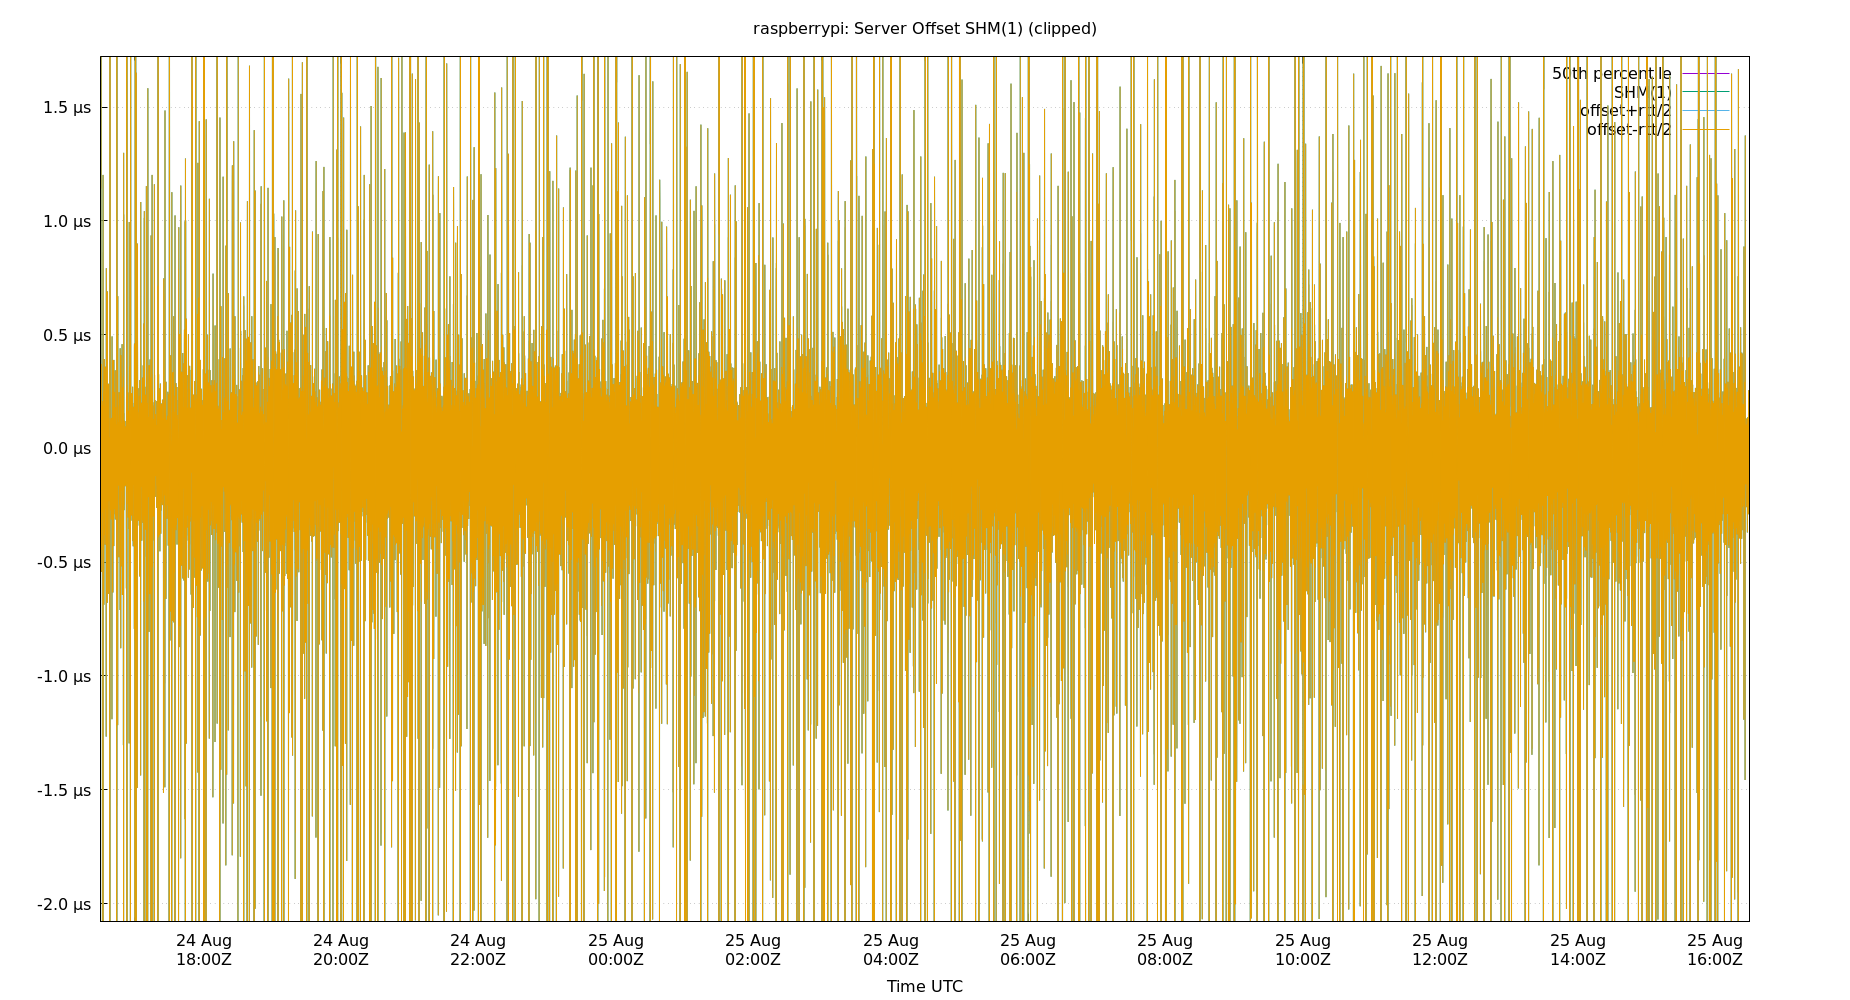 raspberrypi: Server Offset SHM(1) (clipped)
50th percentile
SHM(1)
offset+rtt/2
offset-rtt/2
1.5 µs
1.0 µs
0.5 µs
0.0 µs
-0.5 µs
-1.0 µs
-1.5 µs
-2.0 µs
24 Aug 24 Aug 24 Aug 25 Aug 25 Aug 25 Aug 25 Aug 25 Aug 25 Aug 25 Aug 25 Aug 25 Aug
18:00Z 20:00Z 22:00Z 00:00Z 02:00Z 04:00Z 06:00Z 08:00Z 10:00Z 12:00Z 14:00Z 16:00Z
Time UTC